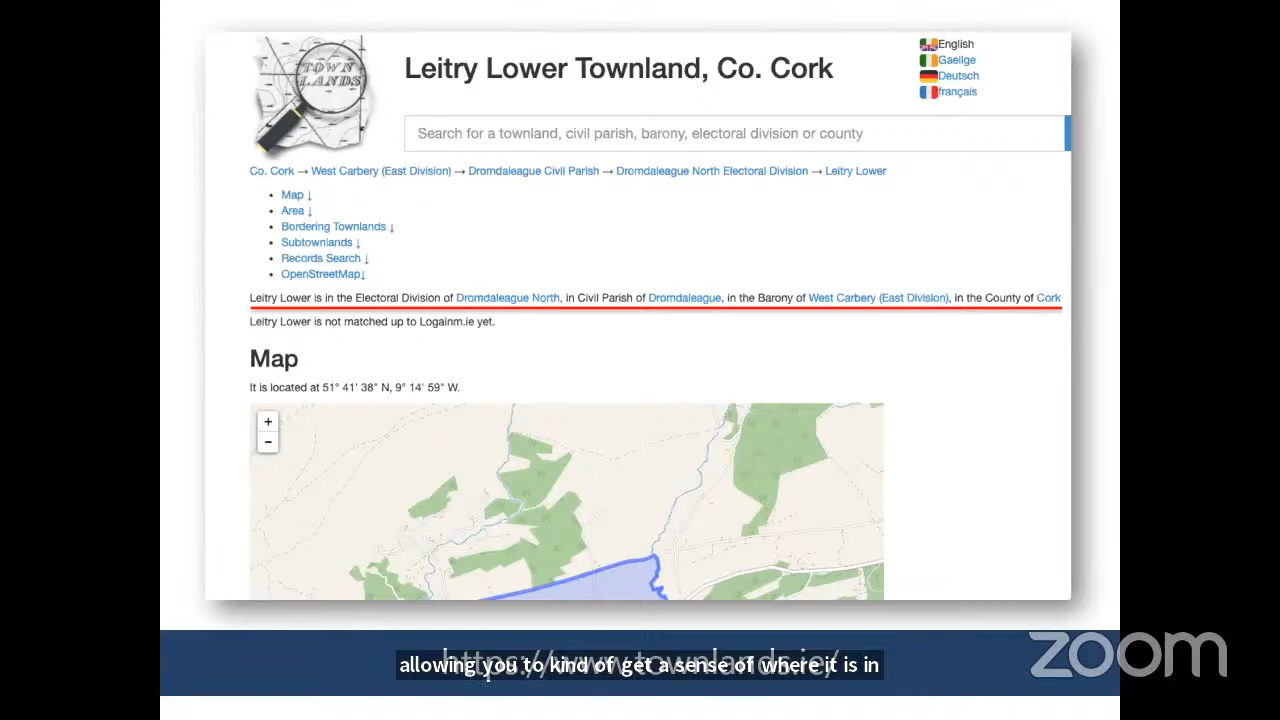 TOWN
LANDS
Leitry Lower Townland, Co. Cork
English
Gaeilge
Deutsch
français
Search for a townland, civil parish, barony, electoral division or county
Co. Cork → West Carbery (East Division) → Dromdaleague Civil Parish → Dromdaleague North Electoral Division → Leitry Lower
• Map ↓
• Area ↓
• Bordering Townlands ↓
• Subtownlands ↓
• Records Search ↓
• OpenStreetMap↓
Leitry Lower is in the Electoral Division of Dromdaleague North, in Civil Parish of Dromdaleague, in the Barony of West Carbery (East Division), in the County of Cork
Leitry Lower is not matched up to Logainm.ie yet.
Map
It is located at 51° 41' 38" N, 9° 14' 59" W.
+
−
https://www.townlands.ie/
allowing you to kind of get a sense of where it is in
zoom